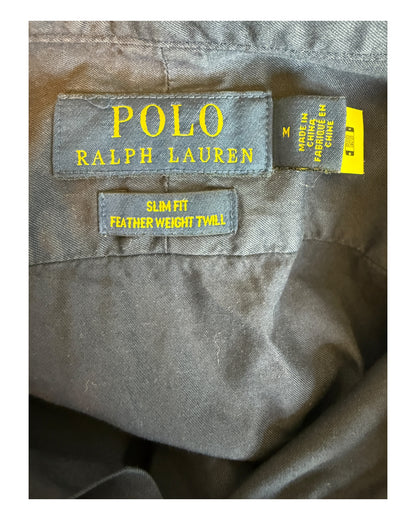 POLO
RALPH LAUREN
M
MADE IN
CHINA
FABRIQUÉ EN
CHINE
SLIM FIT
FEATHER WEIGHT TWILL